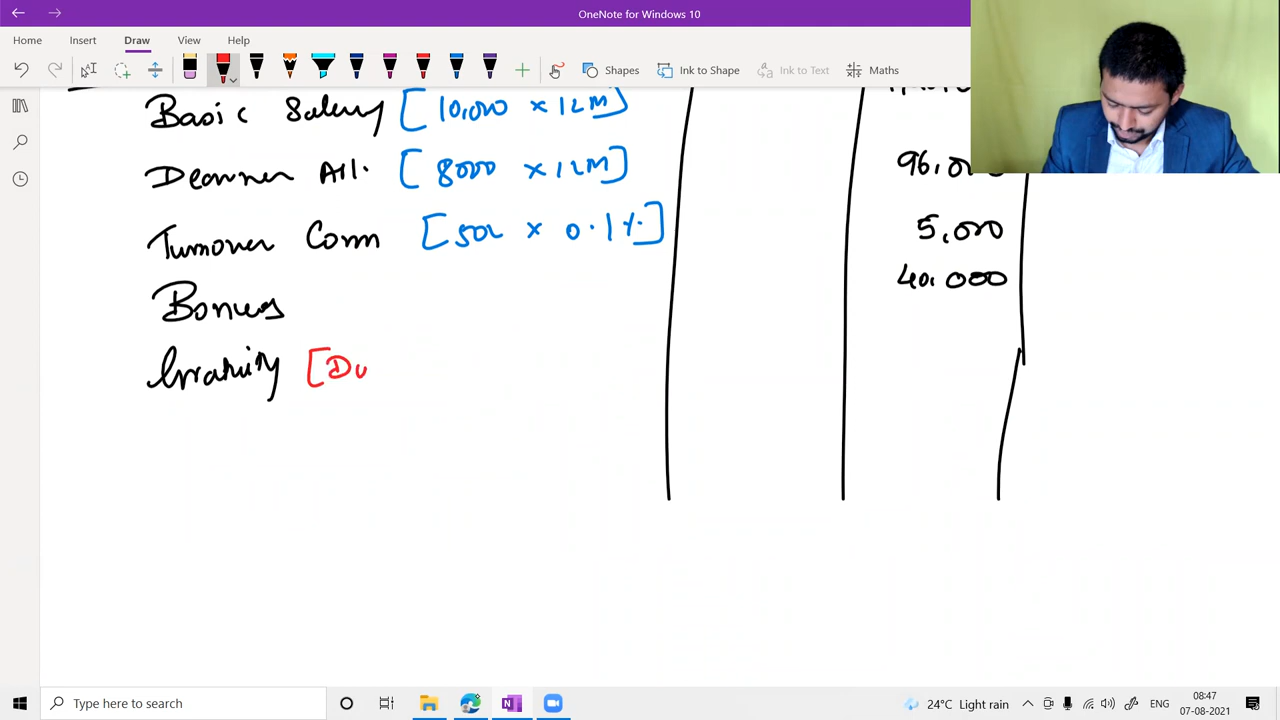 OneNote for Windows 10
Home Insert Draw View Help
Shapes Ink to Shape Ink to Text Maths
Basic Salary [10,000 × 12M]
Dearness All. [8000 × 12M] 96,000
Turnover Comm [50L × 0.1%] 5,000
Bonus 40,000
Gratuity [Du
Type here to search
24°C Light rain
ENG
08:47
07-08-2021